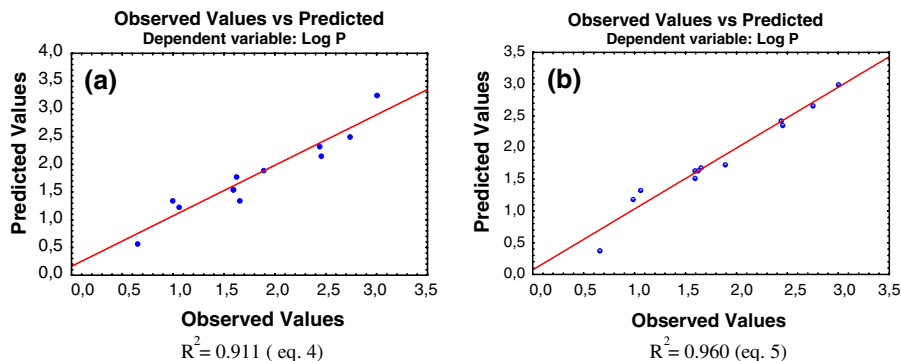 Observed Values vs Predicted
Dependent variable: Log P
(a)
Predicted Values
4,0
3,5
3,0
2,5
2,0
1,5
1,0
0,5
0,0
0,0 0,5 1,0 1,5 2,0 2,5 3,0 3,5
Observed Values
R2= 0.911 ( eq. 4)
Observed Values vs Predicted
Dependent variable: Log P
(b)
Predicted Values
3,5
3,0
2,5
2,0
1,5
1,0
0,5
0,0
0,0 0,5 1,0 1,5 2,0 2,5 3,0 3,5
Observed Values
R2= 0.960 (eq. 5)